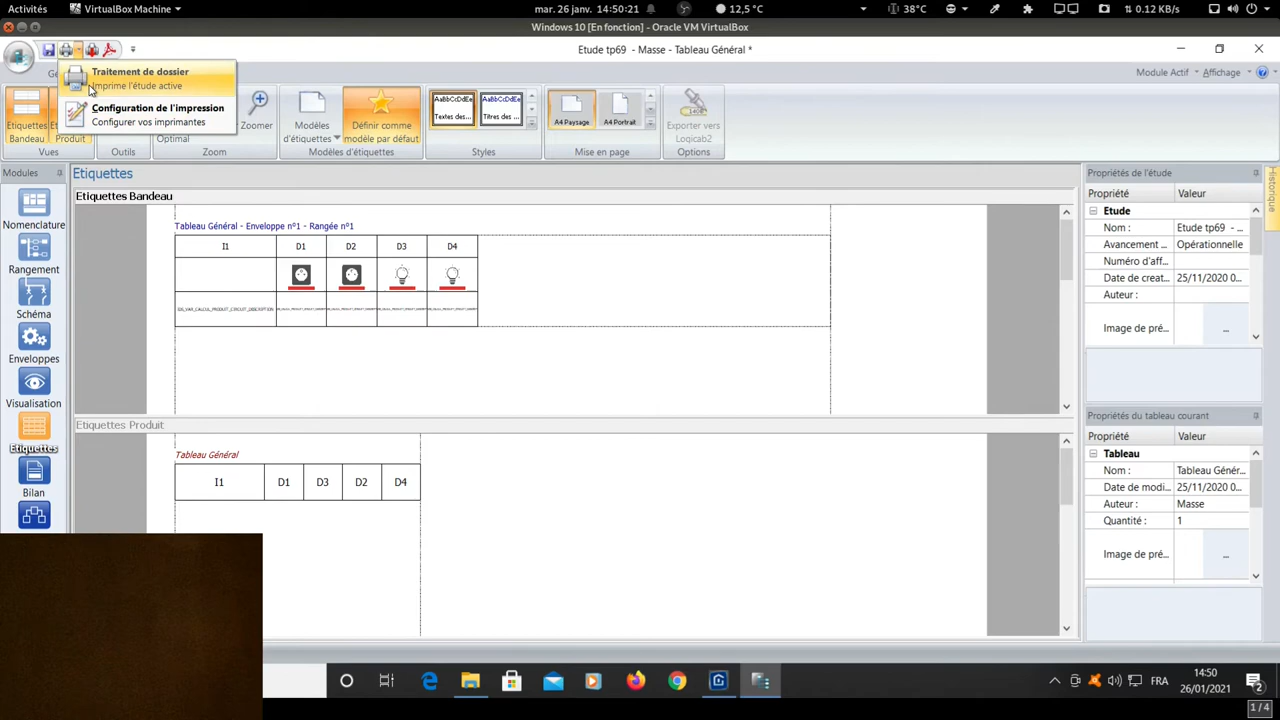 Activités
VirtualBox Machine
mar. 26 janv. 14:50:21
12,5 °C
38°C
0.12 KB/s
Windows 10 [En fonction] - Oracle VM VirtualBox
Etude tp69 - Masse - Tableau Général *
Module Actif
Affichage
Traitement de dossier
Imprime l'étude active
Configuration de l'impression
Configurer vos imprimantes
Etiquettes Bandeau
Produit
Optimal
Zoomer
Modèles d'étiquettes
Définir comme modèle par défaut
AaBbCcDdEe
Textes des...
AaBbCcDdEe
Titres des...
A4 Paysage
A4 Portrait
Exporter vers Logicab2
Vues
Outils
Zoom
Modèles d'étiquettes
Styles
Mise en page
Options
Modules
Nomenclature
Rangement
Schéma
Enveloppes
Visualisation
Etiquettes
Bilan
Etiquettes
Etiquettes Bandeau
Tableau Général - Enveloppe n°1 - Rangée n°1
I1 D1 D2 D3 D4
Etiquettes Produit
Tableau Général
I1 D1 D3 D2 D4
Propriétés de l'étude
Propriété Valeur
Etude
Nom : Etude tp69 - ...
Avancement ... Opérationnelle
Numéro d'aff...
Date de creat... 25/11/2020 0...
Auteur :
Image de pré... ...
Propriétés du tableau courant
Propriété Valeur
Tableau
Nom : Tableau Génér...
Date de modi... 25/11/2020 0...
Auteur : Masse
Quantité : 1
Image de pré... ...
Historique
FRA
14:50
26/01/2021
2
1 / 4